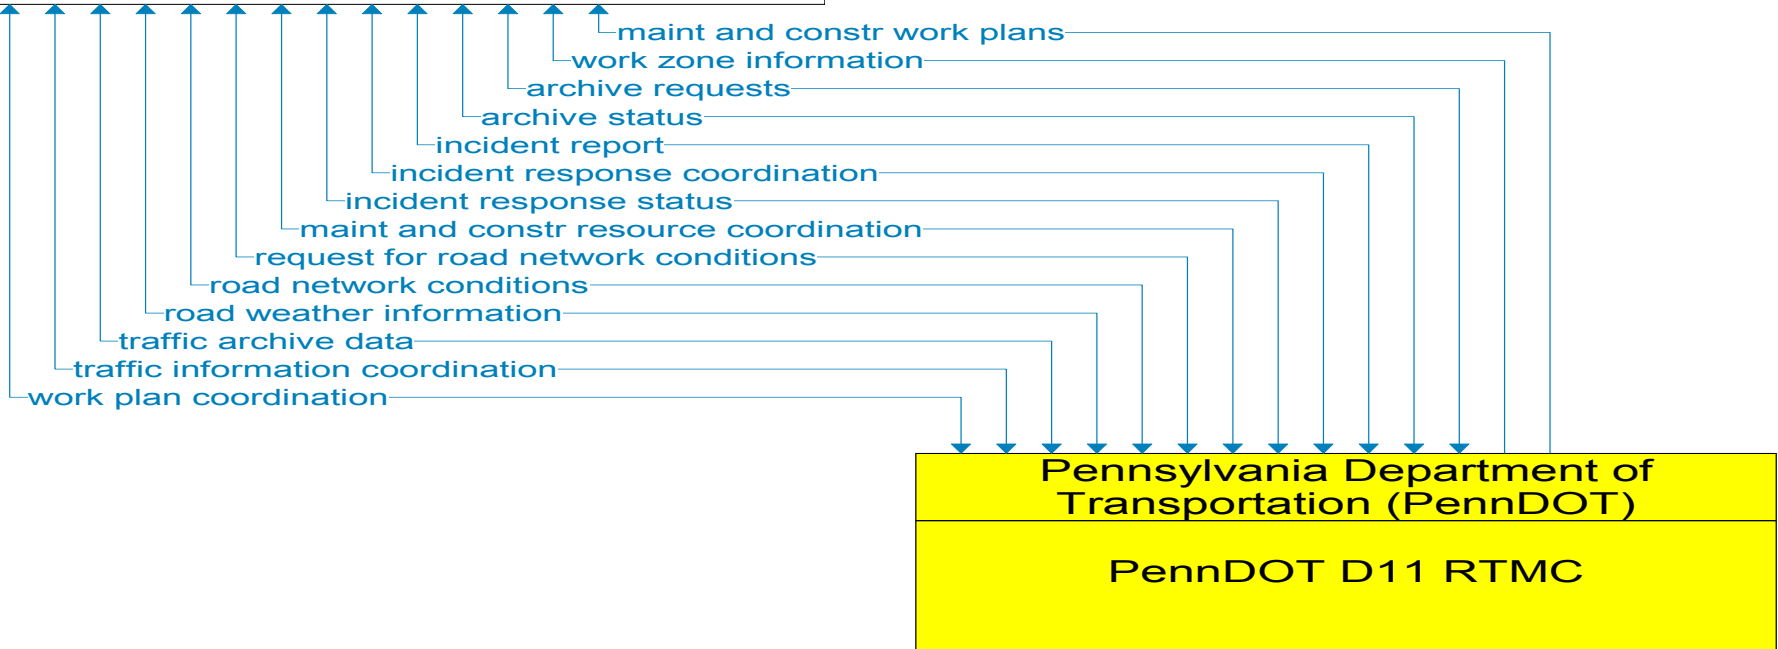 maint and constr work plans
work zone information
archive requests
archive status
incident report
incident response coordination
incident response status
maint and constr resource coordination
request for road network conditions
road network conditions
road weather information
traffic archive data
traffic information coordination
work plan coordination
Pennsylvania Department of
Transportation (PennDOT)
PennDOT D11 RTMC